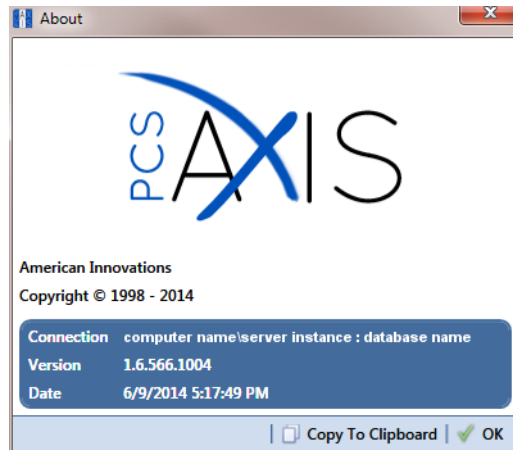 About
PCS AXIS
American Innovations
Copyright © 1998 - 2014
Connection computer name\server instance : database name
Version 1.6.566.1004
Date 6/9/2014 5:17:49 PM
Copy To Clipboard | OK